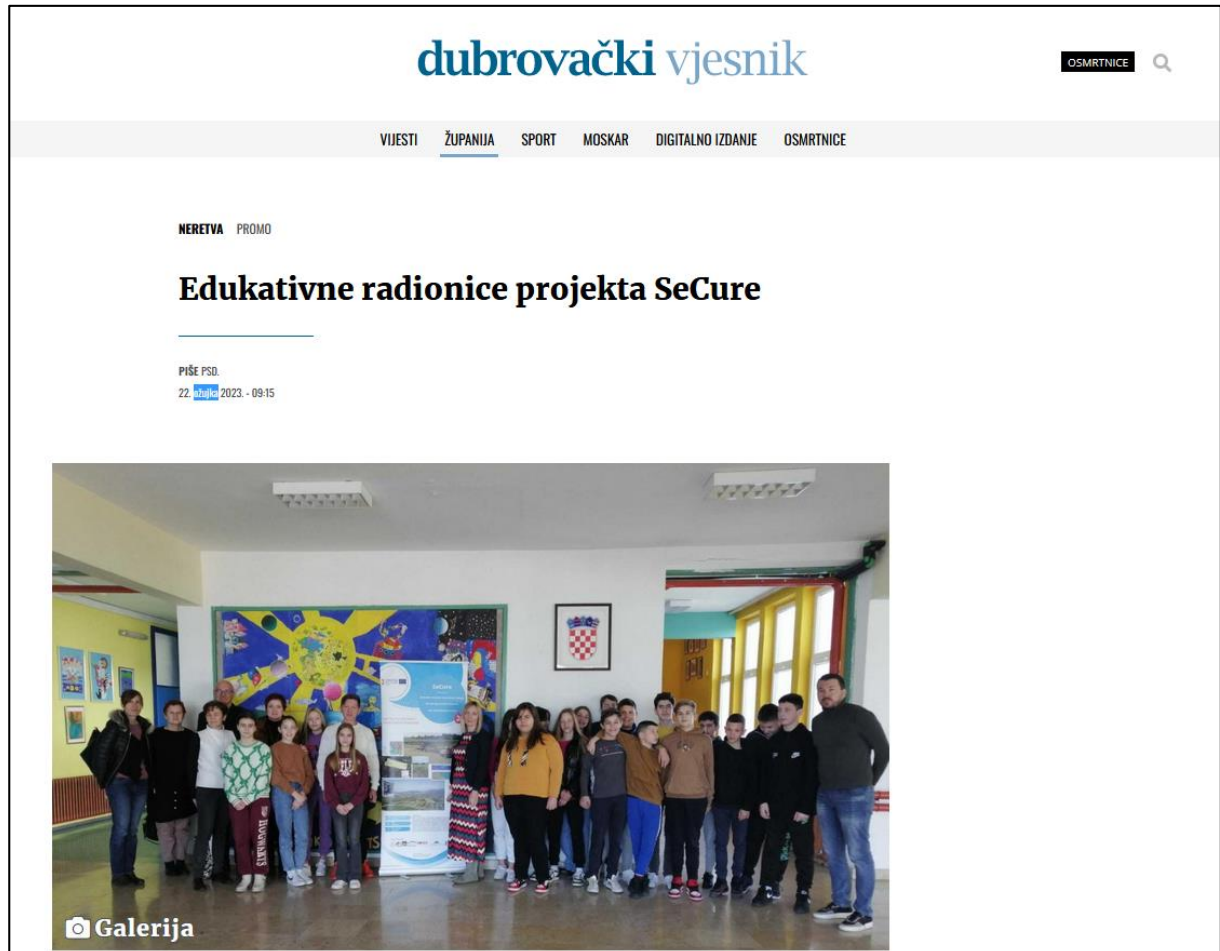 dubrovački vjesnik
OSMRTNICE
VIJESTI ŽUPANIJA SPORT MOSKAR DIGITALNO IZDANJE OSMRTNICE
NERETVA PROMO
Edukativne radionice projekta SeCure
PIŠE PSD.
22. ožujka 2023. - 09:15
SeCure
HOGWARTS
Galerija